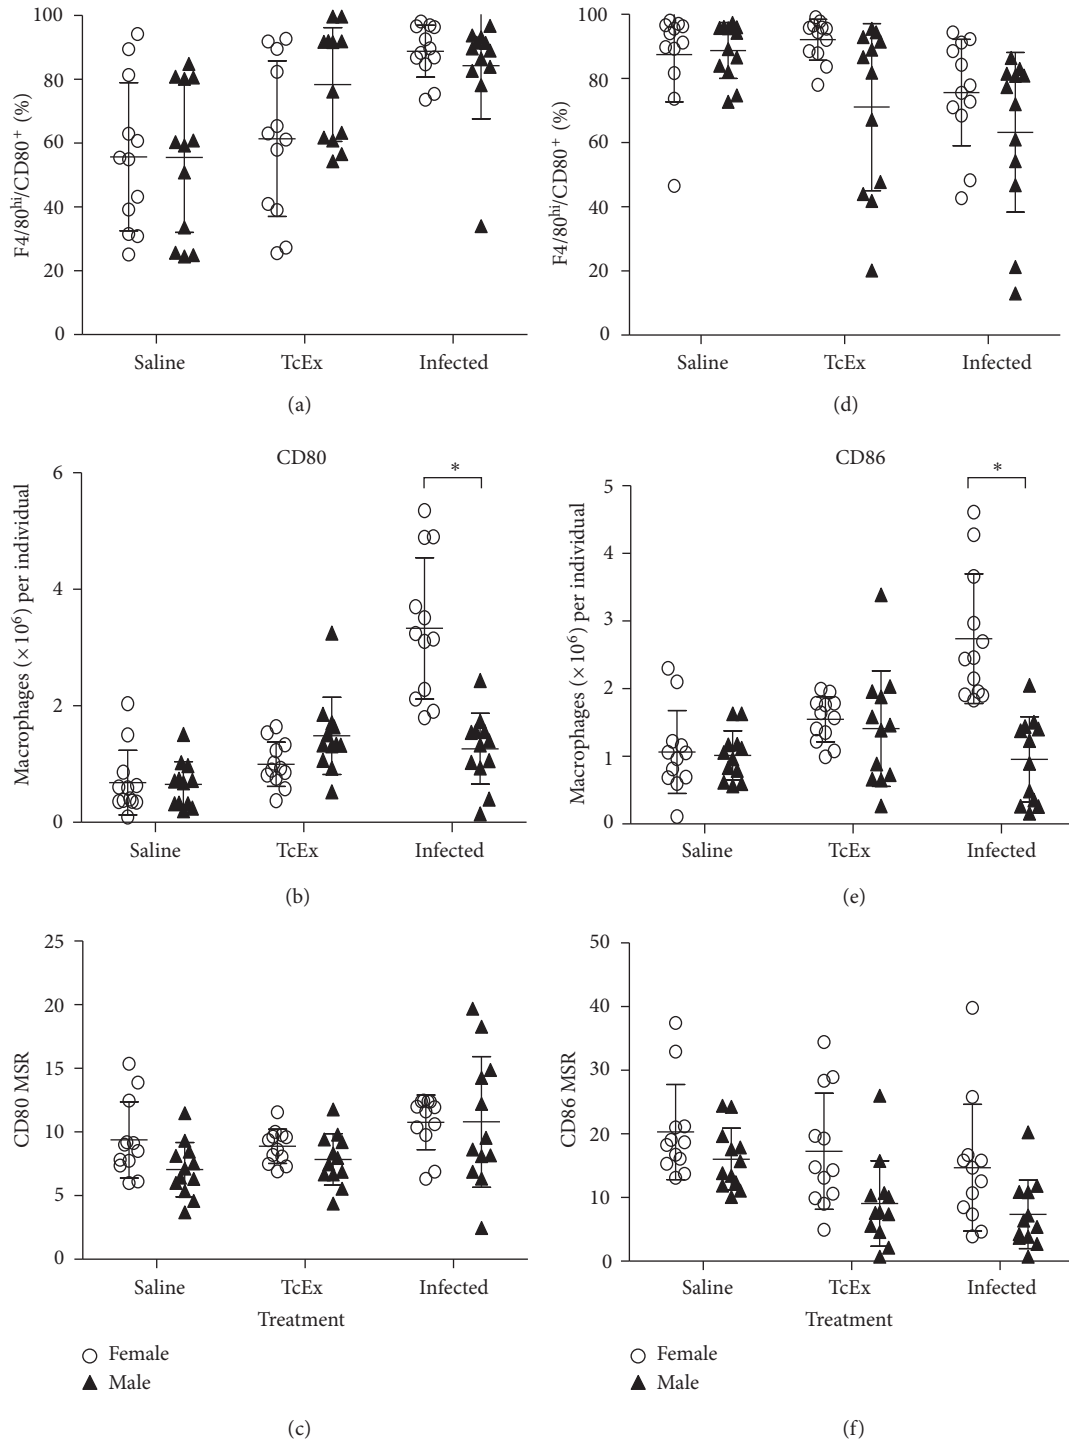 F4/80hi/CD80+ (%)
100
80
60
40
20
0
Saline TcEx Infected
(a)
F4/80hi/CD80+ (%)
100
80
60
40
20
0
Saline TcEx Infected
(d)
CD80
Macrophages (×10⁶) per individual
6
4
2
0
*
Saline TcEx Infected
(b)
CD86
Macrophages (×10⁶) per individual
5
4
3
2
1
0
*
Saline TcEx Infected
(e)
CD80 MSR
25
20
15
10
5
0
Saline TcEx Infected
Treatment
Female
Male
(c)
CD86 MSR
50
40
30
20
10
0
Saline TcEx Infected
Treatment
Female
Male
(f)